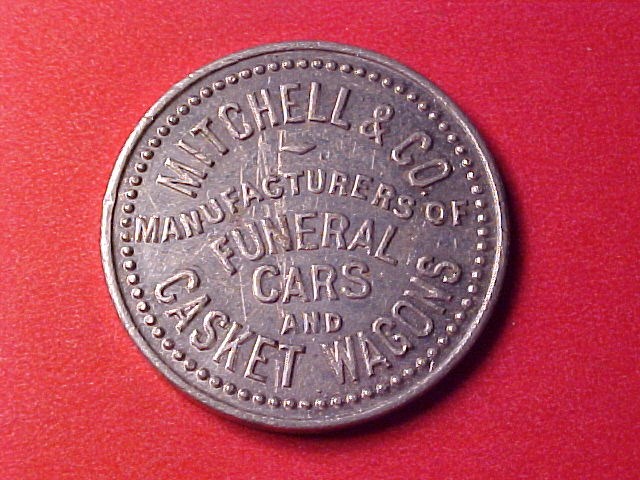 MITCHELL & CO.
MANUFACTURERS OF
FUNERAL
CARS
AND
CASKET WAGONS